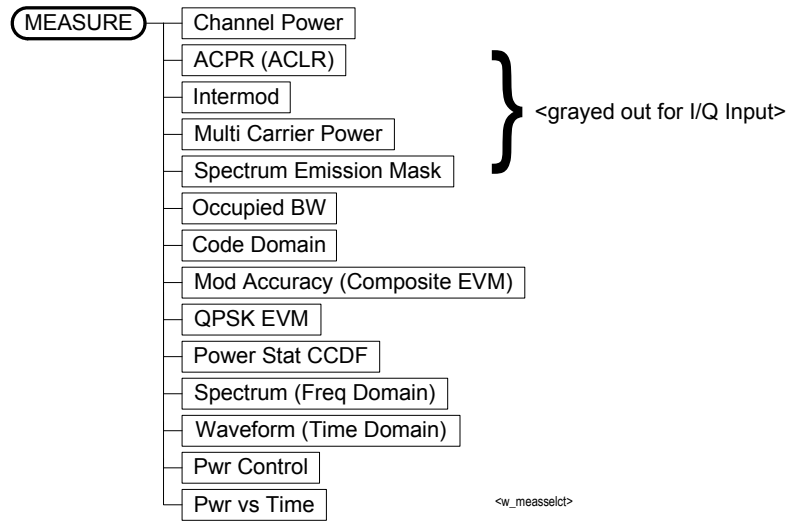 MEASURE
Channel Power
ACPR (ACLR)
Intermod
<grayed out for I/Q Input>
Multi Carrier Power
Spectrum Emission Mask
Occupied BW
Code Domain
Mod Accuracy (Composite EVM)
QPSK EVM
Power Stat CCDF
Spectrum (Freq Domain)
Waveform (Time Domain)
Pwr Control
Pwr vs Time
<w_measselct>